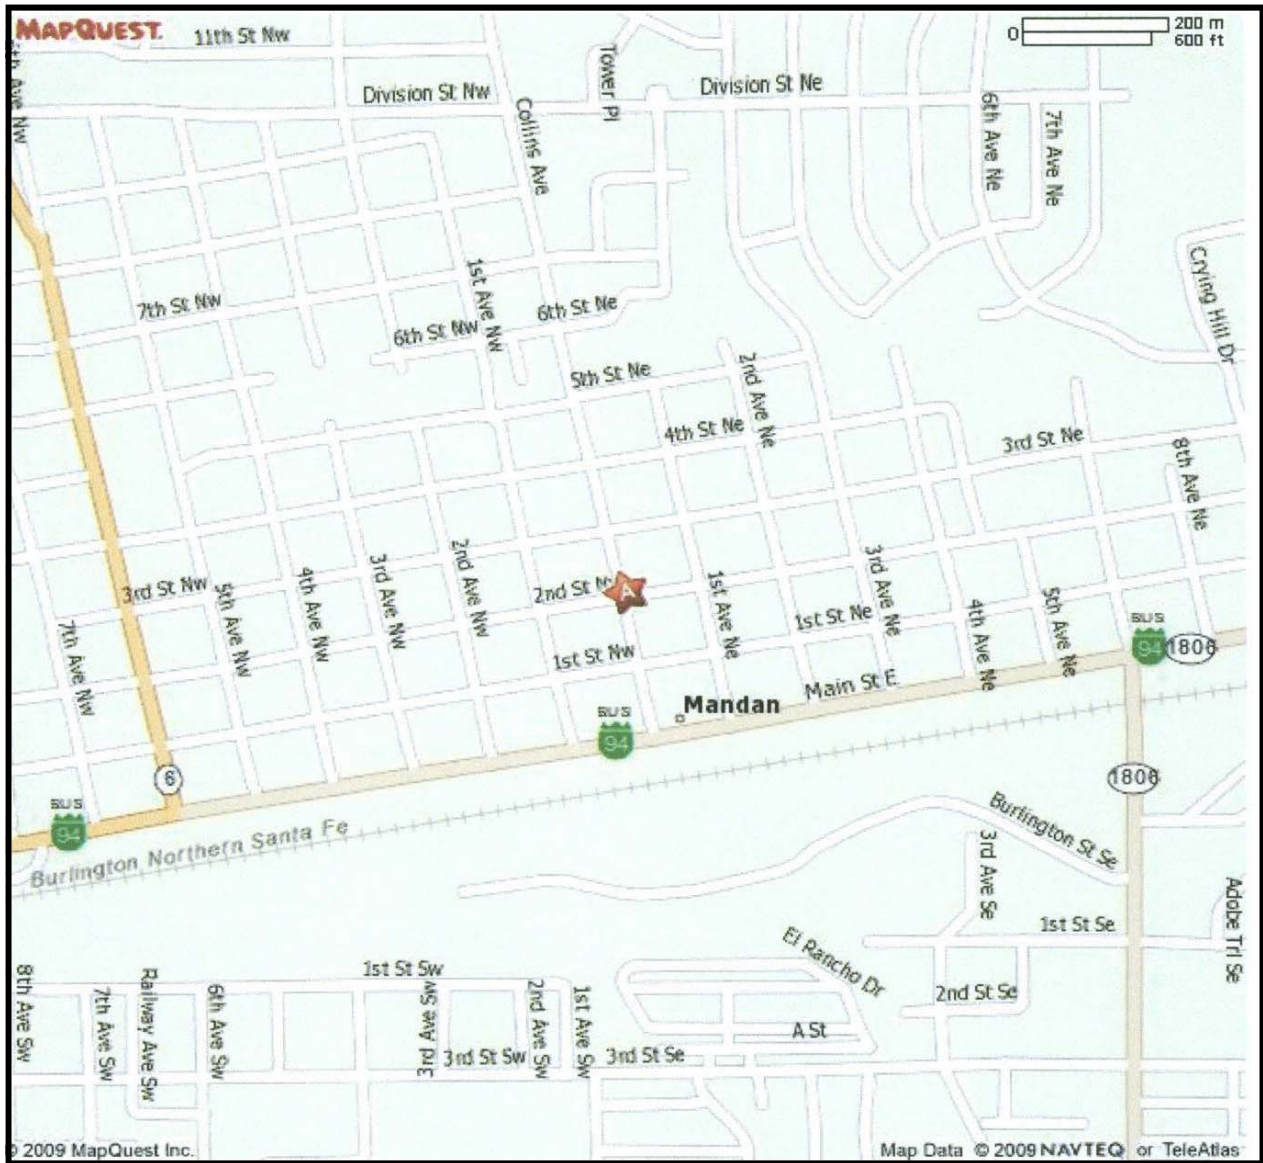 MAPQUEST.
11th St Nw
200 m
0
600 ft
Tower Pl
Division St Nw
Division St Ne
Collins Ave
6th Ave Ne
7th Ave Ne
Crying Hill Dr
7th St Nw
1st Ave Nw
6th St Ne
6th St Nw
5th St Ne
2nd Ave Ne
4th St Ne
3rd St Ne
8th Ave Ne
3rd St Nw
5th Ave Nw
4th Ave Nw
3rd Ave Nw
2nd Ave Nw
2nd St
A
1st Ave Ne
3rd Ave Ne
1st St Ne
4th Ave Ne
5th Ave Ne
7th Ave Nw
1st St Nw
BUS
94
1806
Main St E
Mandan
BUS
94
6
1806
BUS
94
Burlington Northern Santa Fe
Burlington St Se
3rd Ave Se
Adobe Trl Se
1st St Se
El Rancho Dr
1st St Sw
8th Ave Sw
7th Ave Sw
Railway Ave Sw
6th Ave Sw
3rd Ave Sw
2nd Ave Sw
1st Ave Sw
2nd St Se
A St
3rd St Sw
3rd St Se
© 2009 MapQuest Inc.
Map Data © 2009 NAVTEQ or TeleAtlas